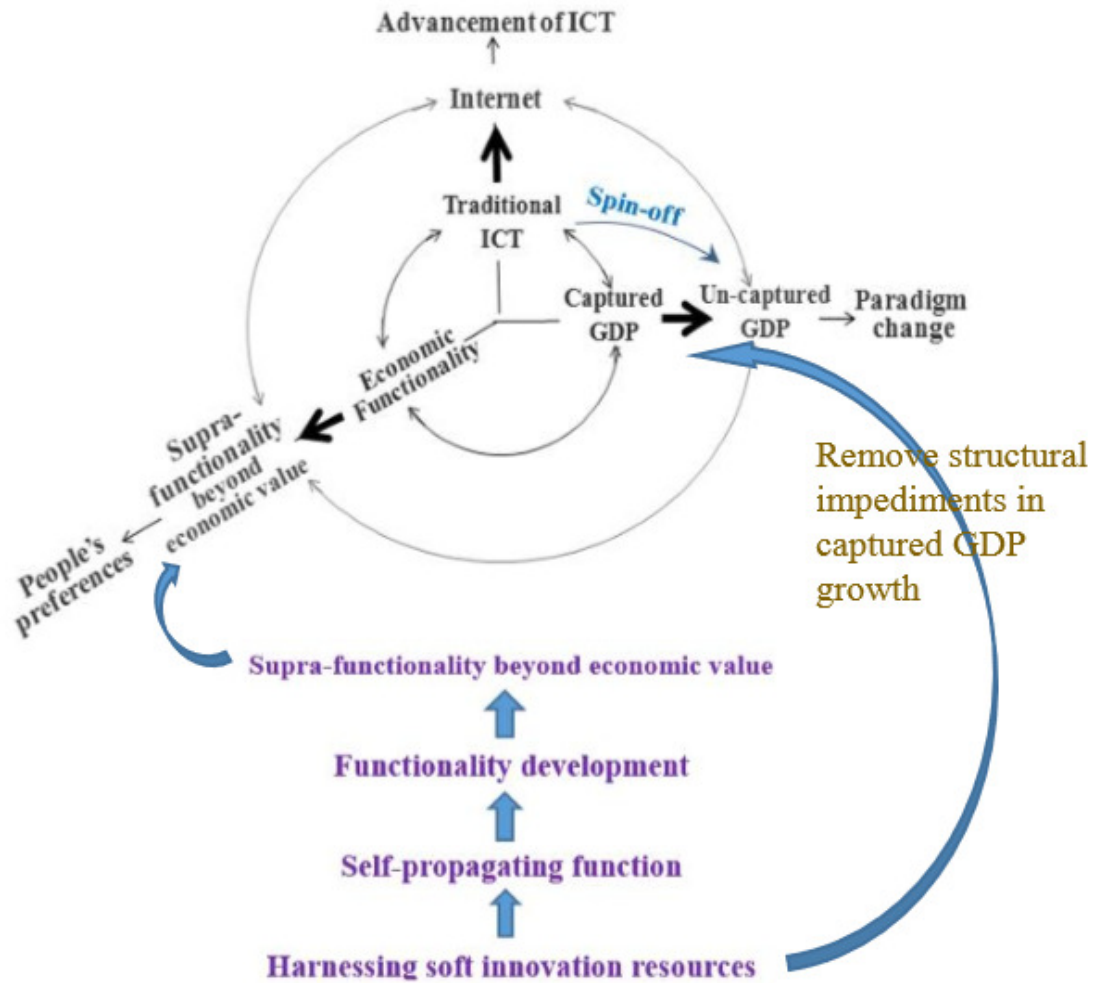 Advancement of ICT
Internet
Traditional
ICT
Spin-off
Captured
GDP
Un-captured
GDP
Paradigm
change
Economic
Functionality
Supra-
functionality
beyond
economic value
People's
preferences
Remove structural
impediments in
captured GDP
growth
Supra-functionality beyond economic value
Functionality development
Self-propagating function
Harnessing soft innovation resources